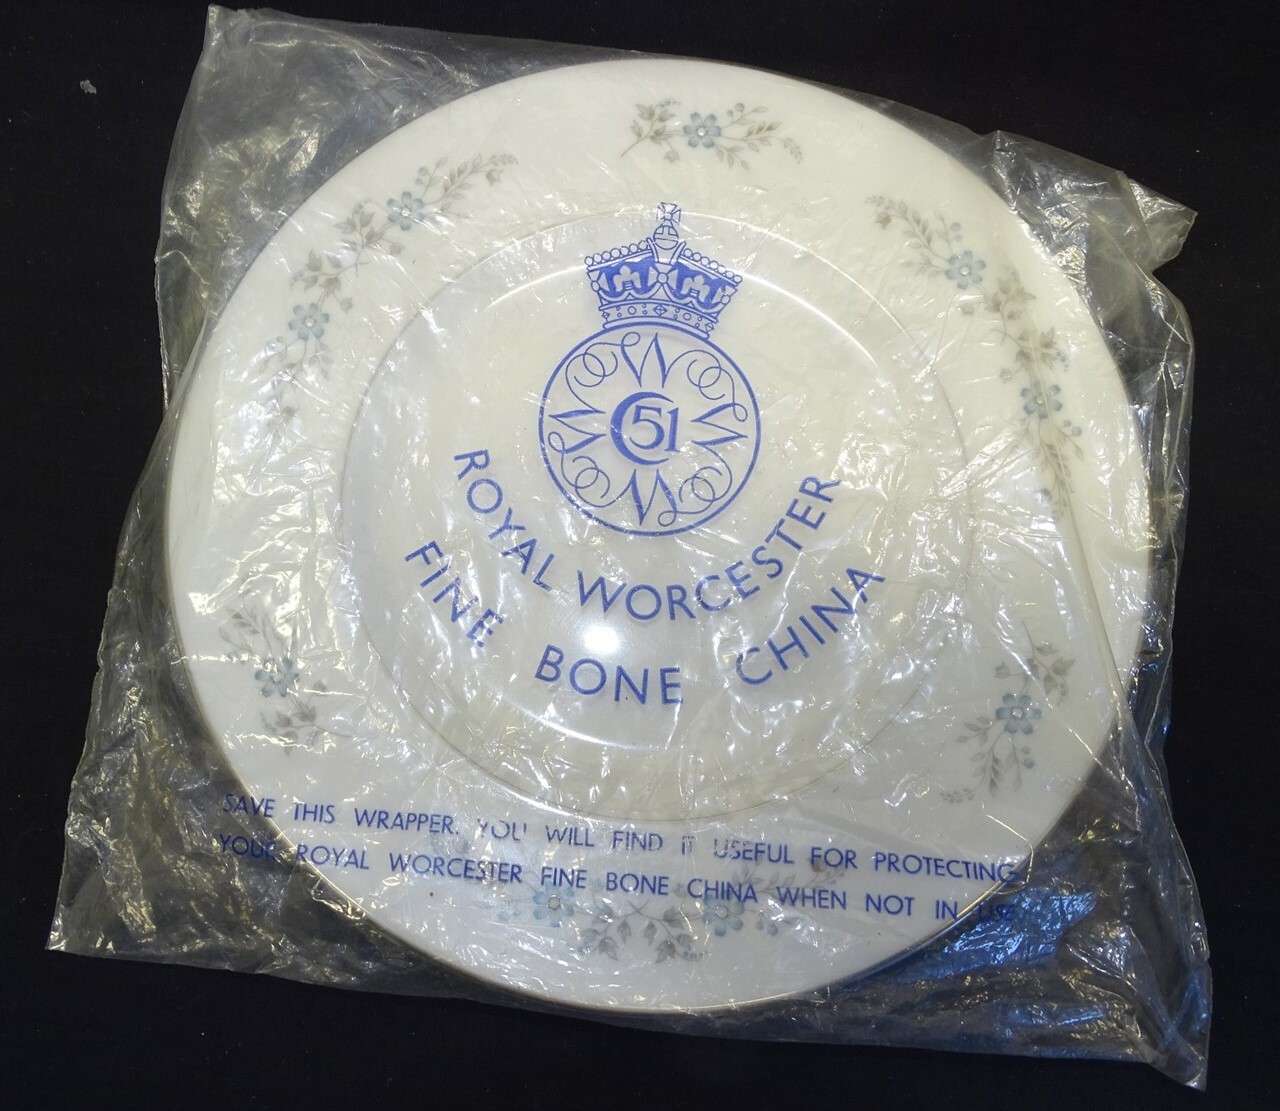 51
ROYAL WORCESTER
FINE BONE CHINA
SAVE THIS WRAPPER. YOU WILL FIND IT USEFUL FOR PROTECTING
YOUR ROYAL WORCESTER FINE BONE CHINA WHEN NOT IN USE